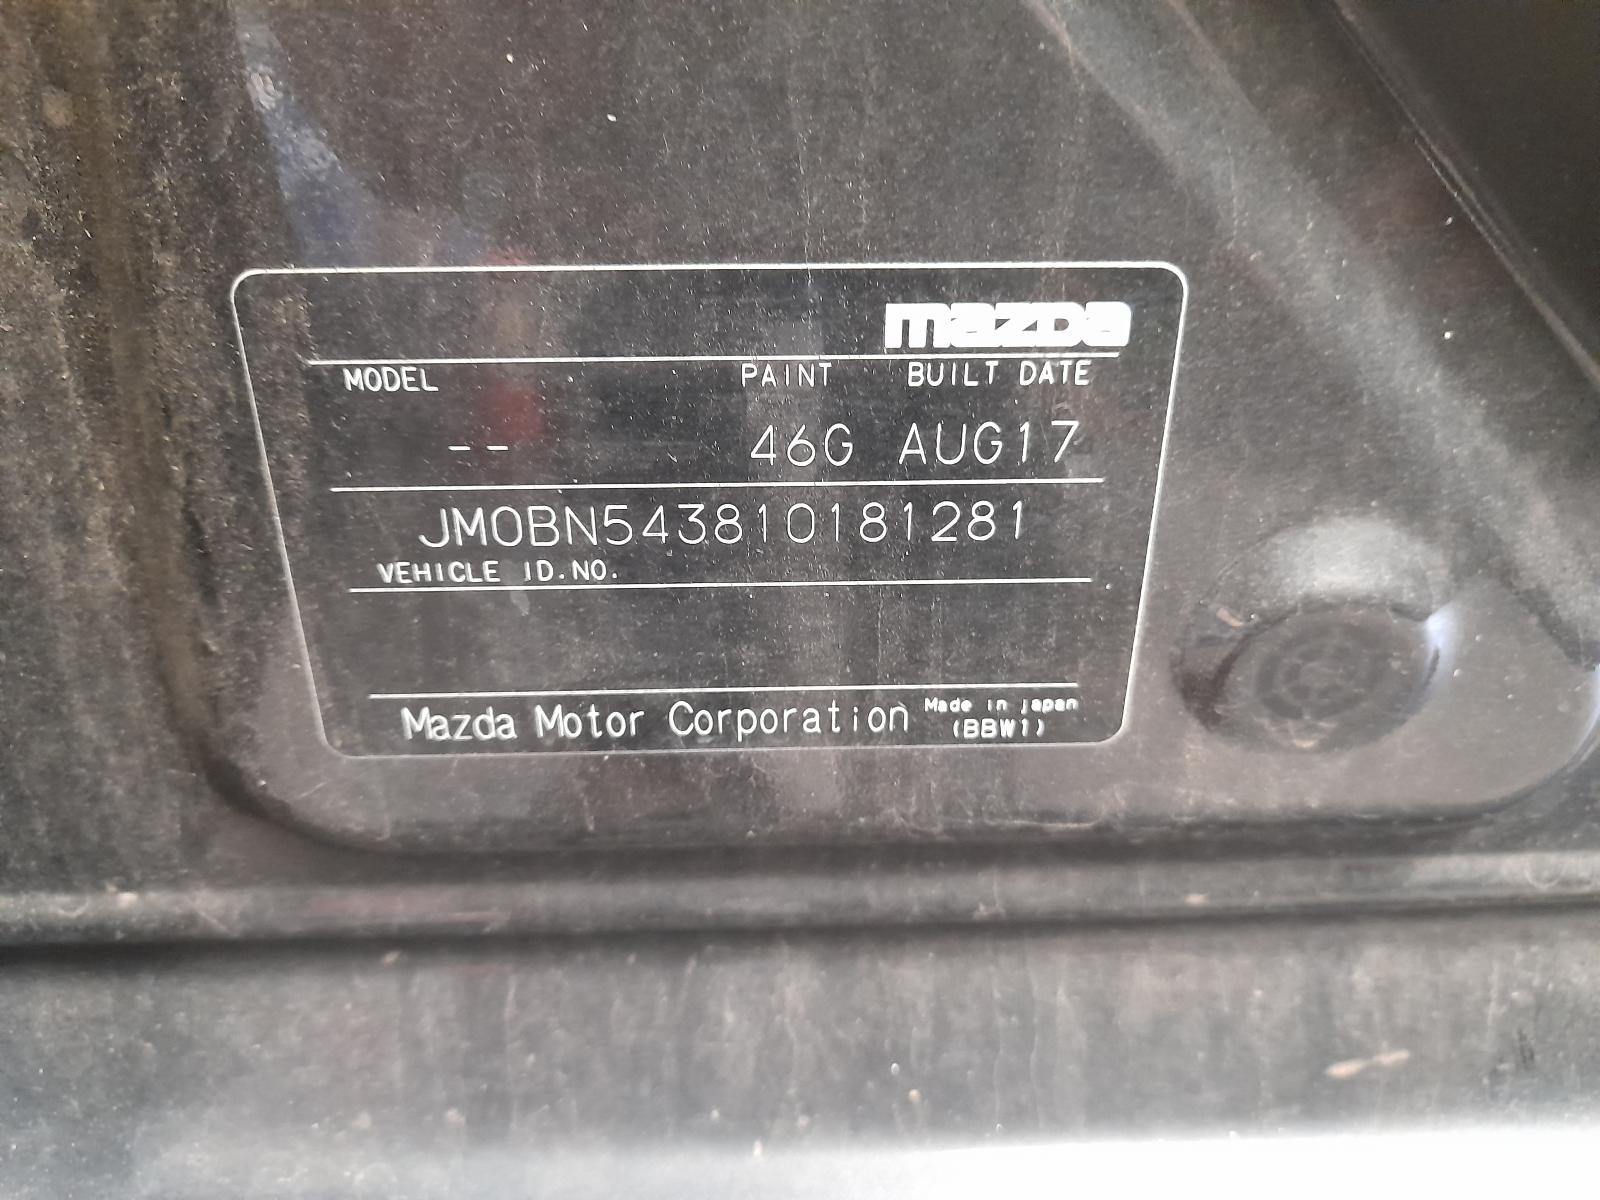 mazda
MODEL PAINT BUILT DATE
-- 46G AUG17
JM0BN543810181281
VEHICLE ID.NO.
Mazda Motor Corporation Made in japan
(BBW1)